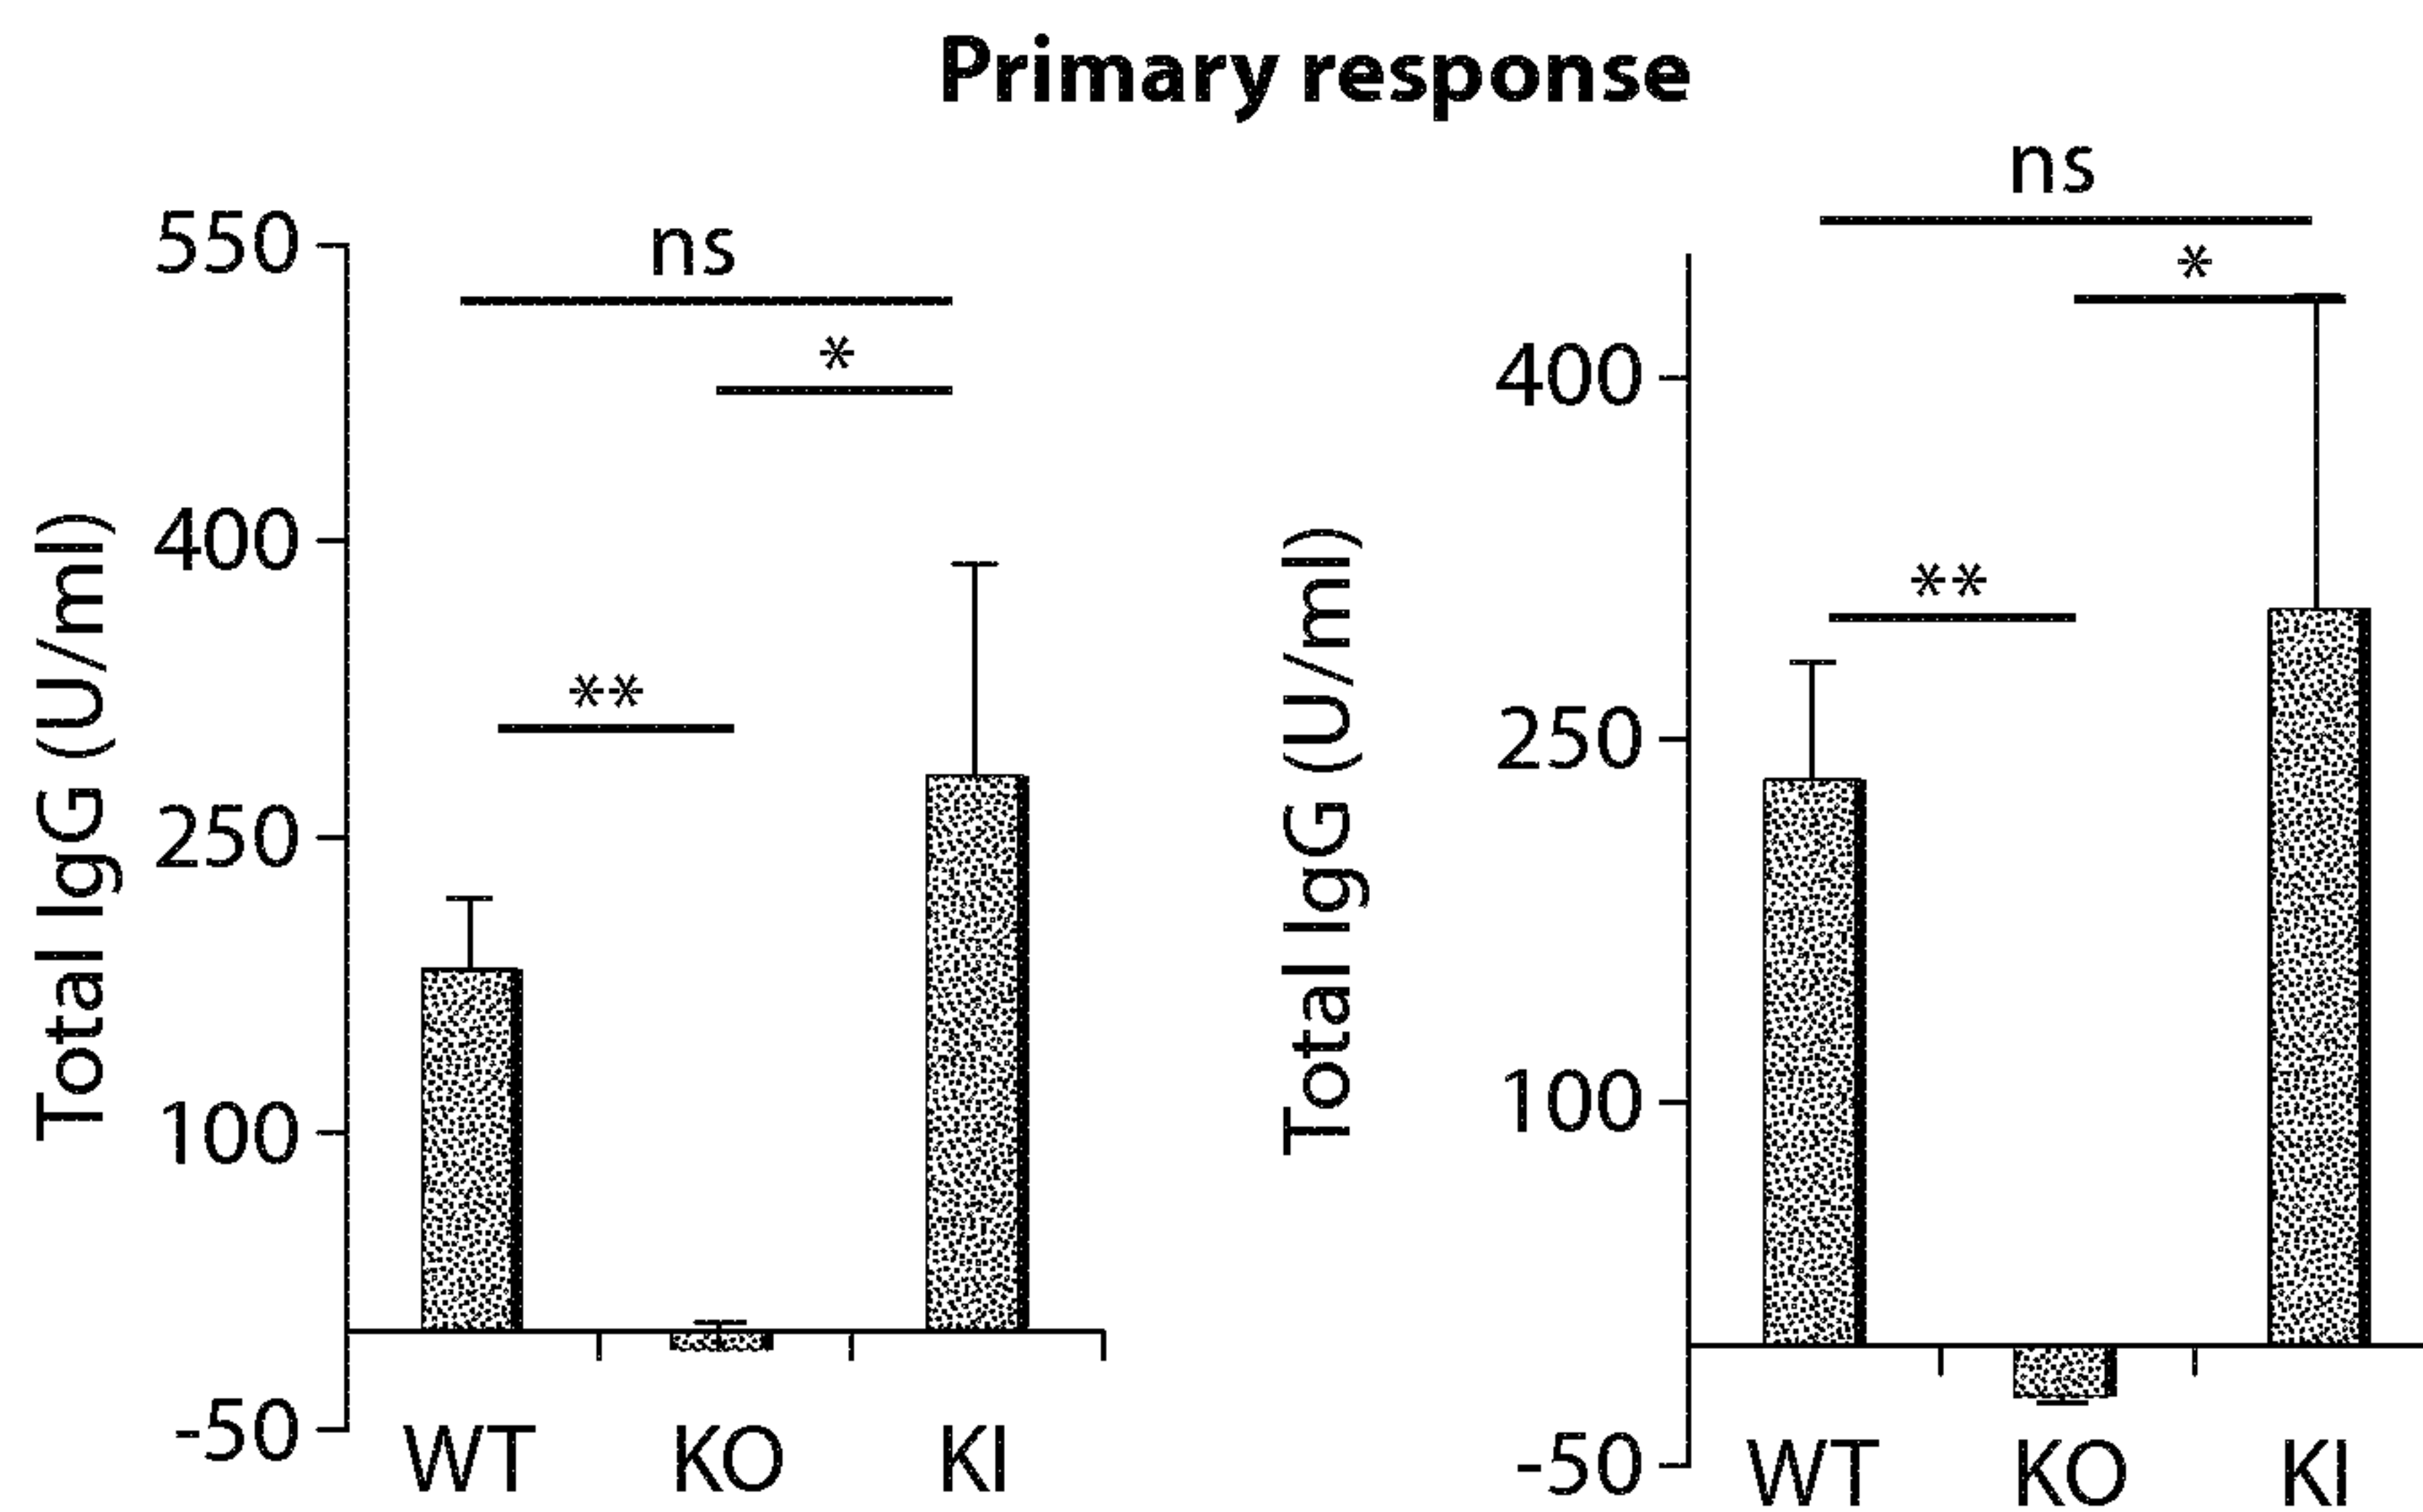 Primary response
Total IgG (U/ml)
550
400
250
100
-50
ns
*
**
WT KO KI
Total IgG (U/ml)
400
250
100
-50
ns
*
**
WT KO KI